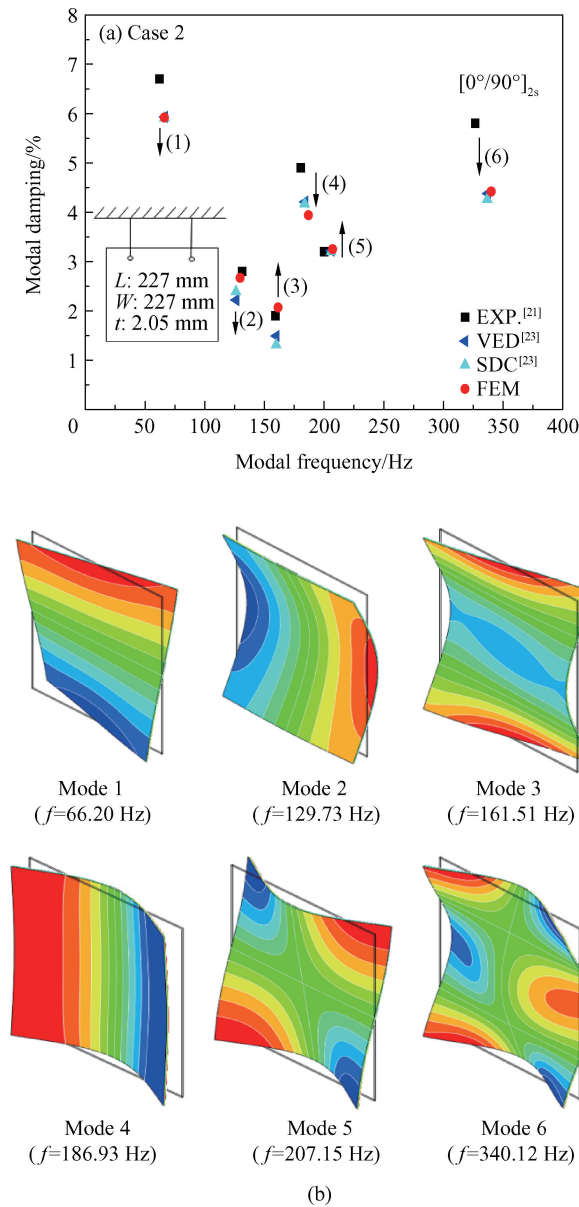 (a) Case 2
[0°/90°]2s
8
7
6
5
4
3
2
1
0
50
100
150
200
250
300
350
400
Modal damping/%
Modal frequency/Hz
(1)
(2)
(3)
(4)
(5)
(6)
L: 227 mm
W: 227 mm
t: 2.05 mm
EXP.[21]
VED[23]
SDC[23]
FEM
Mode 1
(f=66.20 Hz)
Mode 2
(f=129.73 Hz)
Mode 3
(f=161.51 Hz)
Mode 4
(f=186.93 Hz)
Mode 5
(f=207.15 Hz)
Mode 6
(f=340.12 Hz)
(b)